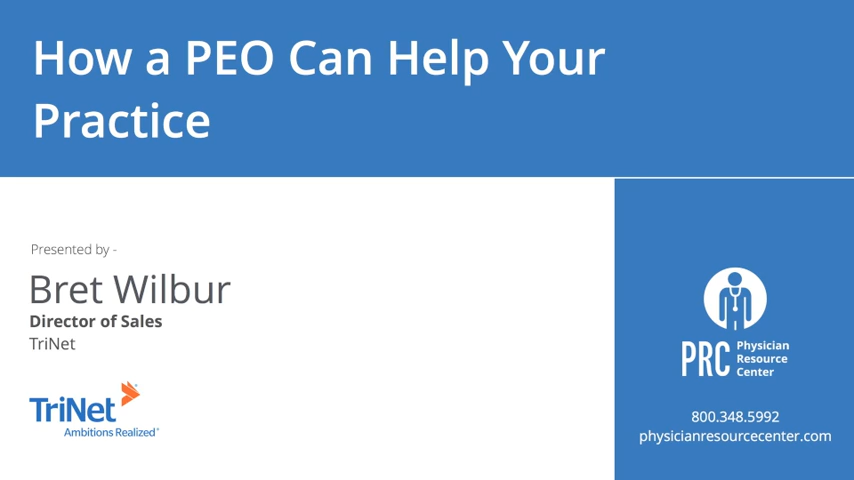 How a PEO Can Help Your
Practice
Presented by -
Bret Wilbur
Director of Sales
TriNet
TriNet
Ambitions Realized®
PRC
Physician
Resource
Center
800.348.5992
physicianresourcecenter.com